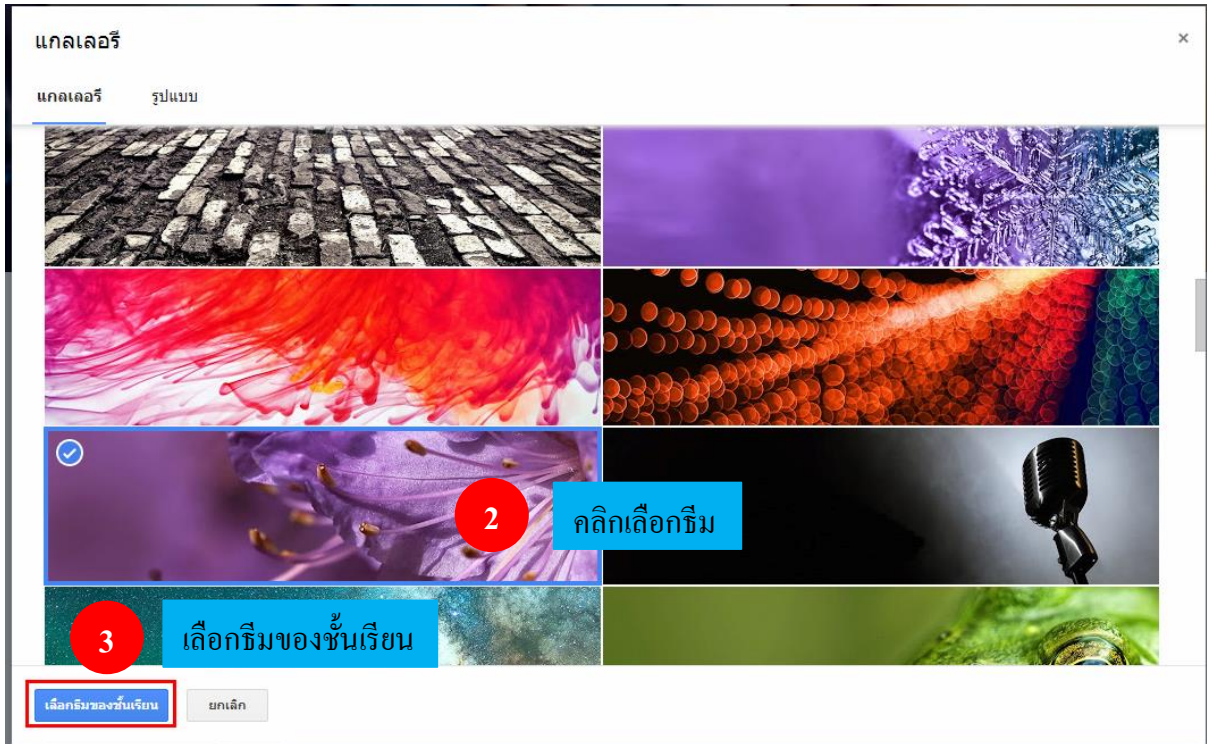 แกลเลอรี
×
แกลเลอรี รูปแบบ
2 คลิกเลือกธีม
3 เลือกธีมของชั้นเรียน
เลือกธีมของชั้นเรียน ยกเลิก